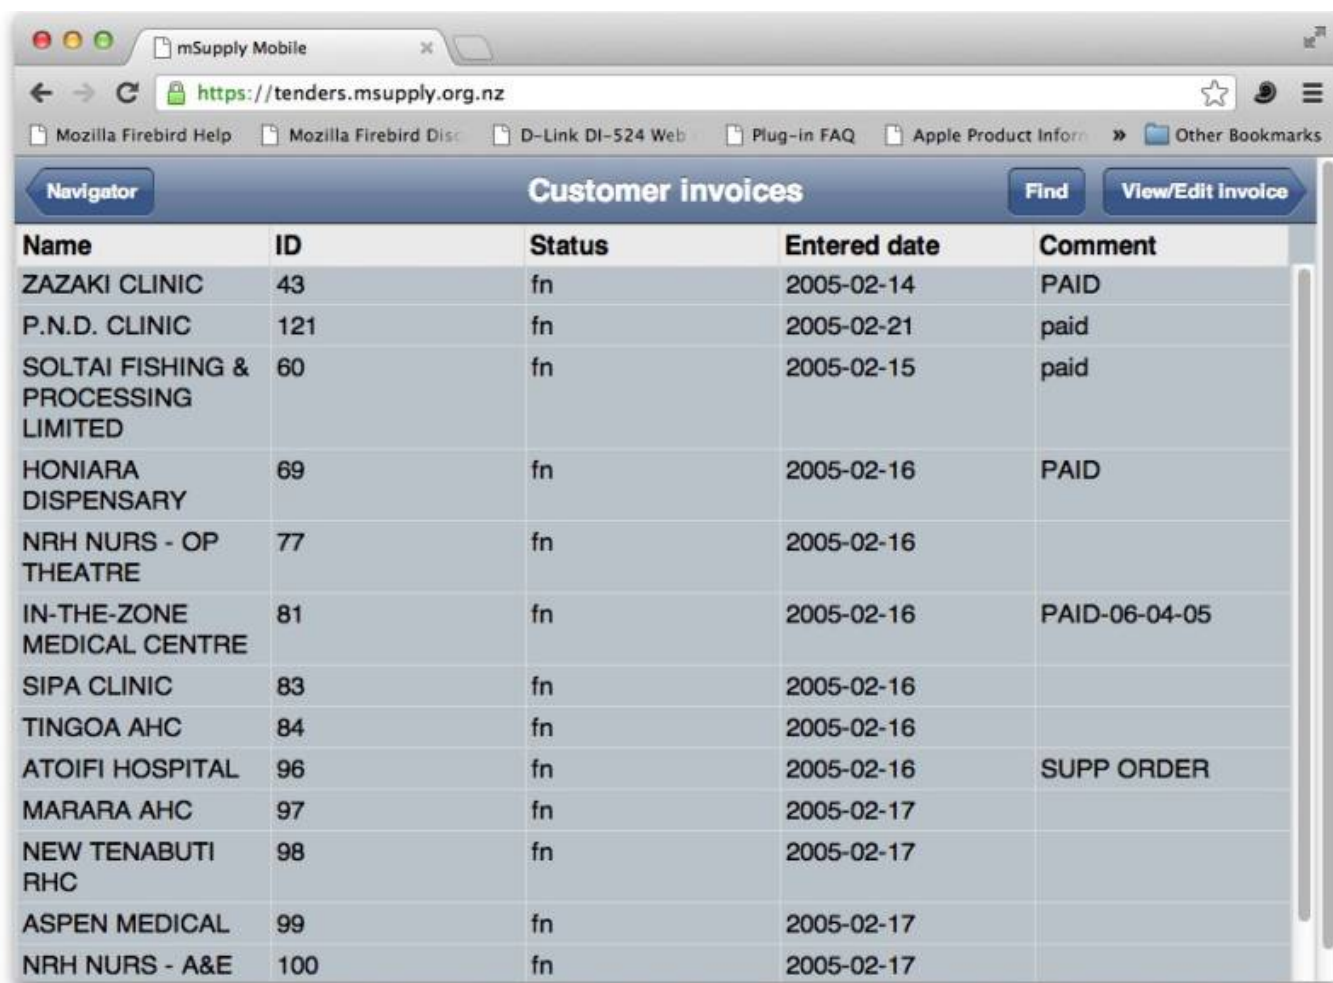 mSupply Mobile
https://tenders.msupply.org.nz
Mozilla Firebird Help Mozilla Firebird Disc D-Link DI-524 Web Plug-in FAQ Apple Product Inform » Other Bookmarks
Navigator Customer invoices Find View/Edit invoice
Name ID Status Entered date Comment
ZAZAKI CLINIC 43 fn 2005-02-14 PAID
P.N.D. CLINIC 121 fn 2005-02-21 paid
SOLTAI FISHING & 60 fn 2005-02-15 paid
PROCESSING
LIMITED
HONIARA 69 fn 2005-02-16 PAID
DISPENSARY
NRH NURS - OP 77 fn 2005-02-16
THEATRE
IN-THE-ZONE 81 fn 2005-02-16 PAID-06-04-05
MEDICAL CENTRE
SIPA CLINIC 83 fn 2005-02-16
TINGOA AHC 84 fn 2005-02-16
ATOIFI HOSPITAL 96 fn 2005-02-16 SUPP ORDER
MARARA AHC 97 fn 2005-02-17
NEW TENABUTI 98 fn 2005-02-17
RHC
ASPEN MEDICAL 99 fn 2005-02-17
NRH NURS - A&E 100 fn 2005-02-17